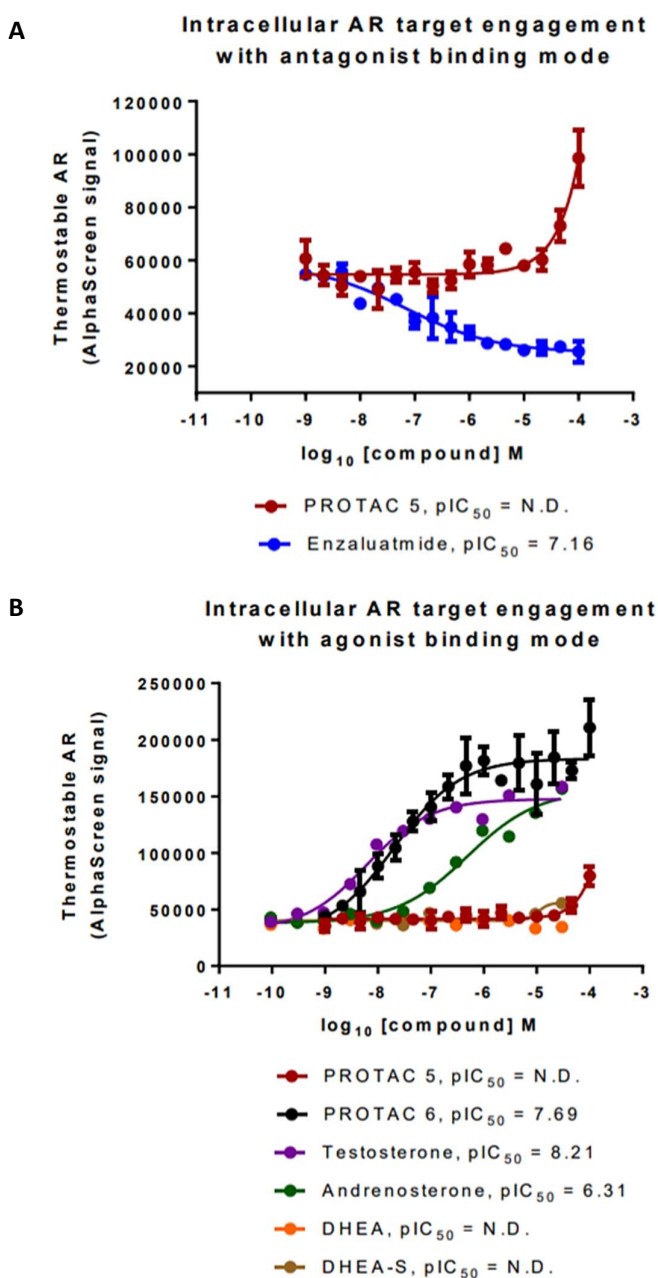 A
Intracellular AR target engagement
with antagonist binding mode
Thermostable AR
(AlphaScreen signal)
120000
100000
80000
60000
40000
20000
-11 -10 -9 -8 -7 -6 -5 -4 -3
log10 [compound] M
PROTAC 5, pIC50 = N.D.
Enzaluatmide, pIC50 = 7.16
B
Intracellular AR target engagement
with agonist binding mode
Thermostable AR
(AlphaScreen signal)
250000
200000
150000
100000
50000
0
-11 -10 -9 -8 -7 -6 -5 -4 -3
log10 [compound] M
PROTAC 5, pIC50 = N.D.
PROTAC 6, pIC50 = 7.69
Testosterone, pIC50 = 8.21
Andrenosterone, pIC50 = 6.31
DHEA, pIC50 = N.D.
DHEA-S, pIC50 = N.D.